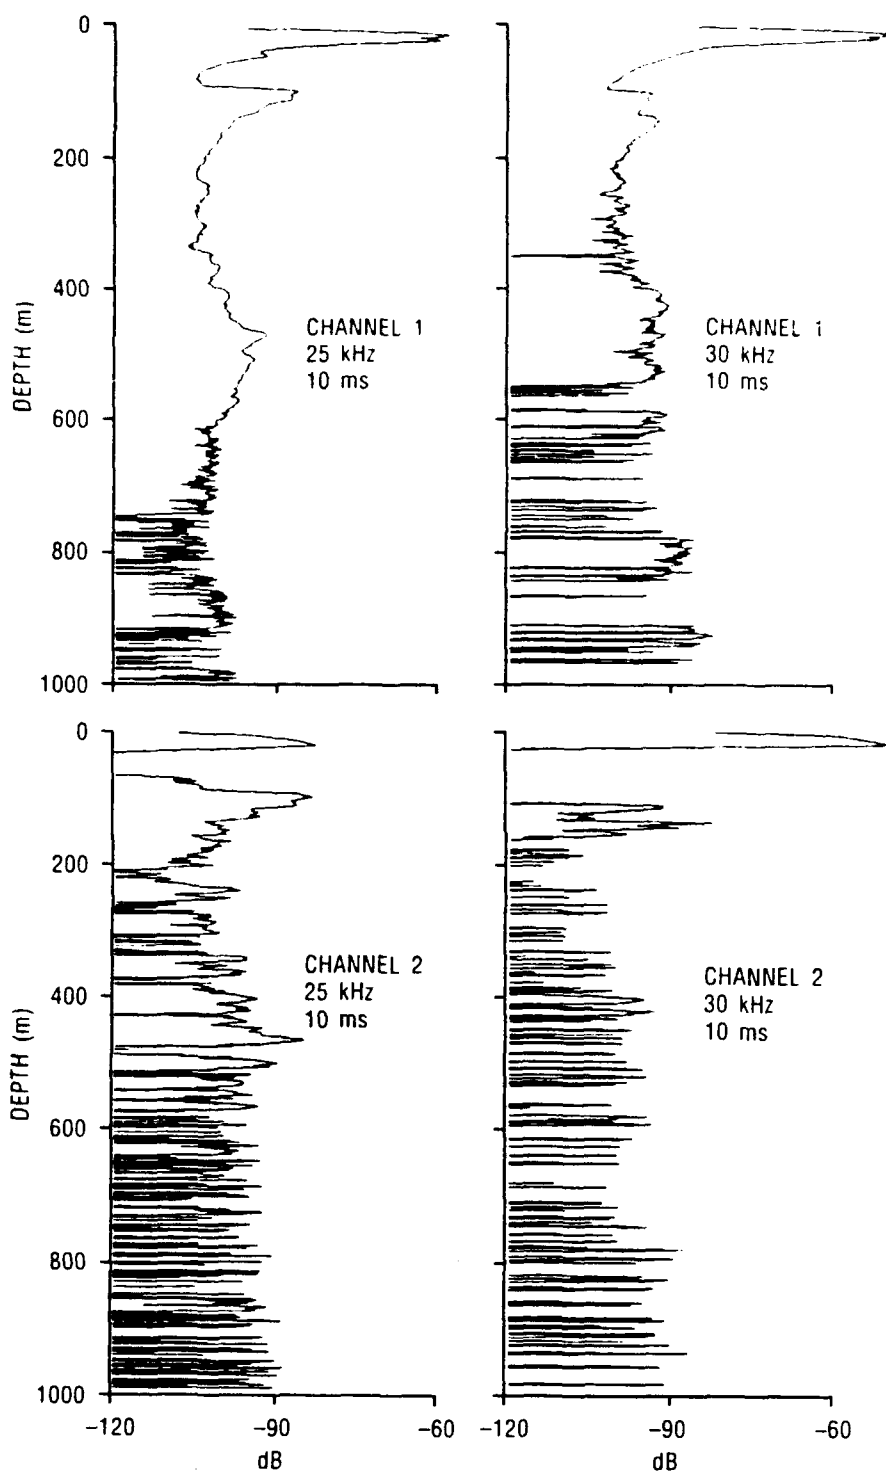 0
200
400
600
800
1000
DEPTH (m)
CHANNEL 1
25 kHz
10 ms
CHANNEL 1
30 kHz
10 ms
0
200
400
600
800
1000
DEPTH (m)
CHANNEL 2
25 kHz
10 ms
CHANNEL 2
30 kHz
10 ms
-120
-90
-60
dB
-120
-90
-60
dB